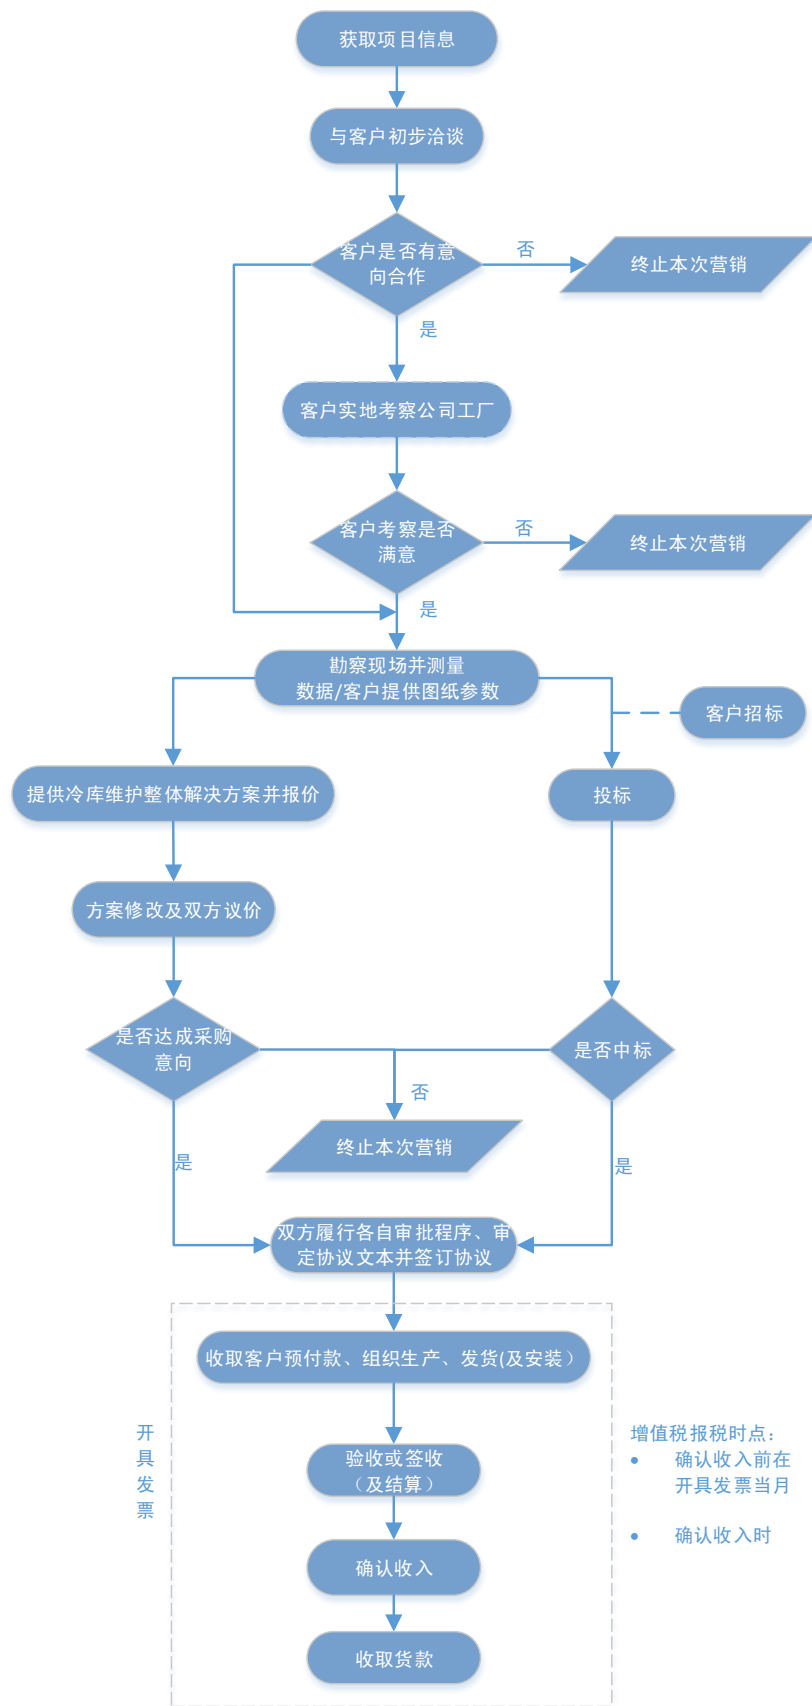 获取项目信息
与客户初步洽谈
客户是否有意
向合作
否
终止本次营销
是
客户实地考察公司工厂
客户考察是否
满意
否
终止本次营销
是
勘察现场并测量
数据/客户提供图纸参数
客户招标
提供冷库维护整体解决方案并报价
投标
方案修改及双方议价
是否达成采购
意向
是否中标
否
终止本次营销
是
是
双方履行各自审批程序、审
定协议文本并签订协议
收取客户预付款、组织生产、发货(及安装）
开
具
发
票
验收或签收
（及结算）
增值税报税时点：
• 确认收入前在
开具发票当月
• 确认收入时
确认收入
收取货款